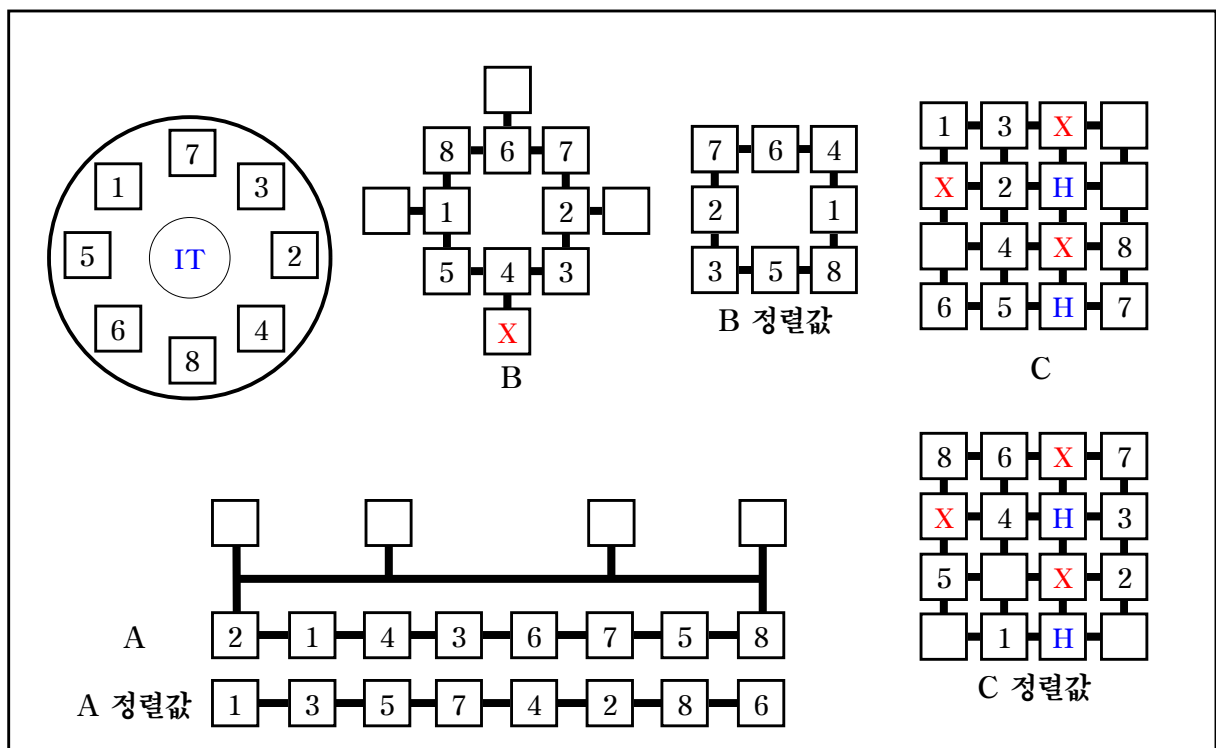 7
1 3
5 IT 2
6 4
8
8 6 7
1 2
5 4 3
X
B
7 6 4
2 1
3 5 8
B 정렬값
1 3 X
X 2 H
4 X 8
6 5 H 7
C
8 6 X 7
X 4 H 3
5 X 2
1 H
C 정렬값
A 2 1 4 3 6 7 5 8
A 정렬값 1 3 5 7 4 2 8 6